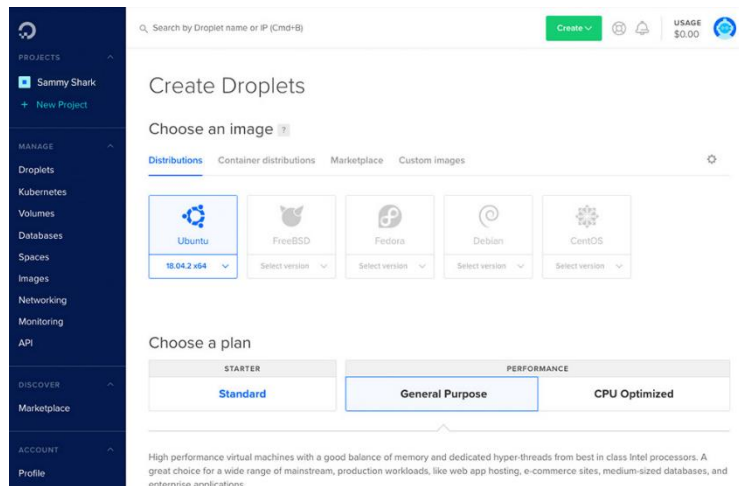 Search by Droplet name or IP (Cmd+B)
Create
USAGE
$0.00
PROJECTS
Sammy Shark
+ New Project
MANAGE
Droplets
Kubernetes
Volumes
Databases
Spaces
Images
Networking
Monitoring
API
DISCOVER
Marketplace
ACCOUNT
Profile
Create Droplets
Choose an image ?
Distributions Container distributions Marketplace Custom images
Ubuntu FreeBSD Fedora Debian CentOS
18.04.2 x64 Select version Select version Select version Select version
Choose a plan
STARTER PERFORMANCE
Standard General Purpose CPU Optimized
High performance virtual machines with a good balance of memory and dedicated hyper-threads from best in class Intel processors. A
great choice for a wide range of mainstream, production workloads, like web app hosting, e-commerce sites, medium-sized databases, and
enterprise applications.